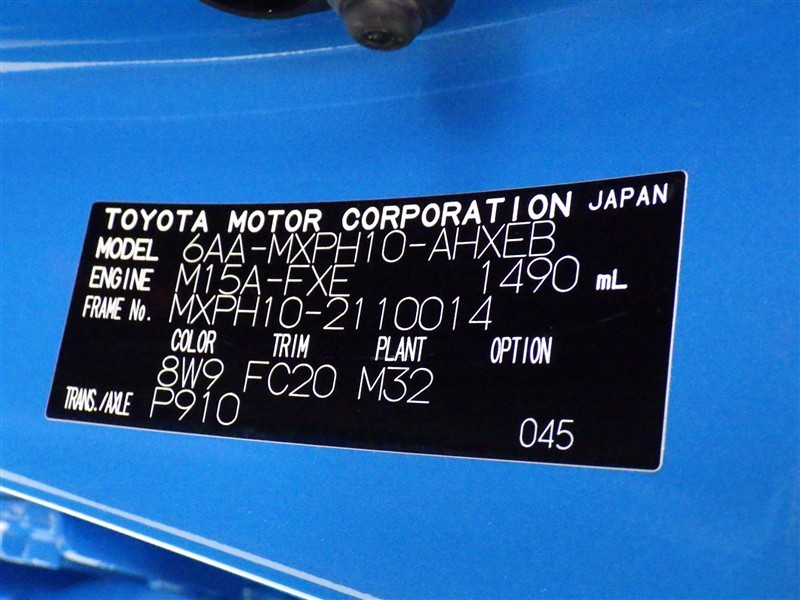 TOYOTA MOTOR CORPORATION JAPAN
MODEL 6AA-MXPH10-AHXEB
ENGINE M15A-FXE 1490 mL
FRAME No. MXPH10-2110014
COLOR TRIM PLANT OPTION
8W9 FC20 M32
TRANS./AXLE P910
045